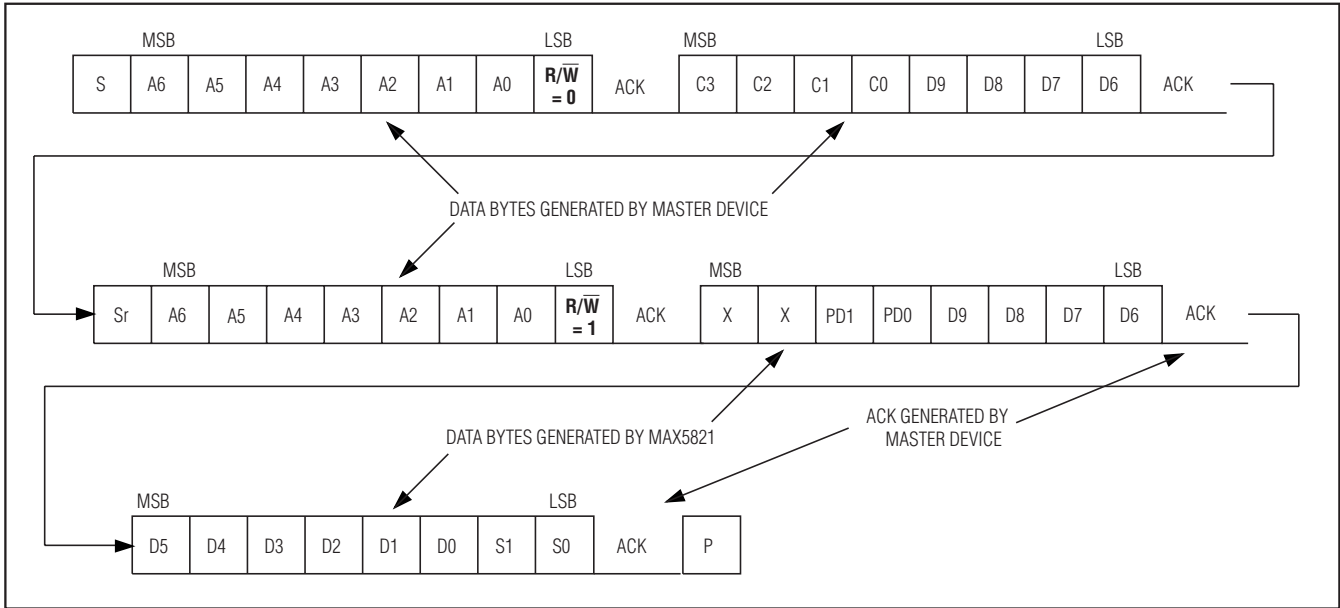 MSB LSB MSB LSB
S A6 A5 A4 A3 A2 A1 A0 R/W̅ = 0 ACK C3 C2 C1 C0 D9 D8 D7 D6 ACK
DATA BYTES GENERATED BY MASTER DEVICE
MSB LSB MSB LSB
Sr A6 A5 A4 A3 A2 A1 A0 R/W̅ = 1 ACK X X PD1 PD0 D9 D8 D7 D6 ACK
DATA BYTES GENERATED BY MAX5821
ACK GENERATED BY
MASTER DEVICE
MSB LSB
D5 D4 D3 D2 D1 D0 S1 S0 ACK P